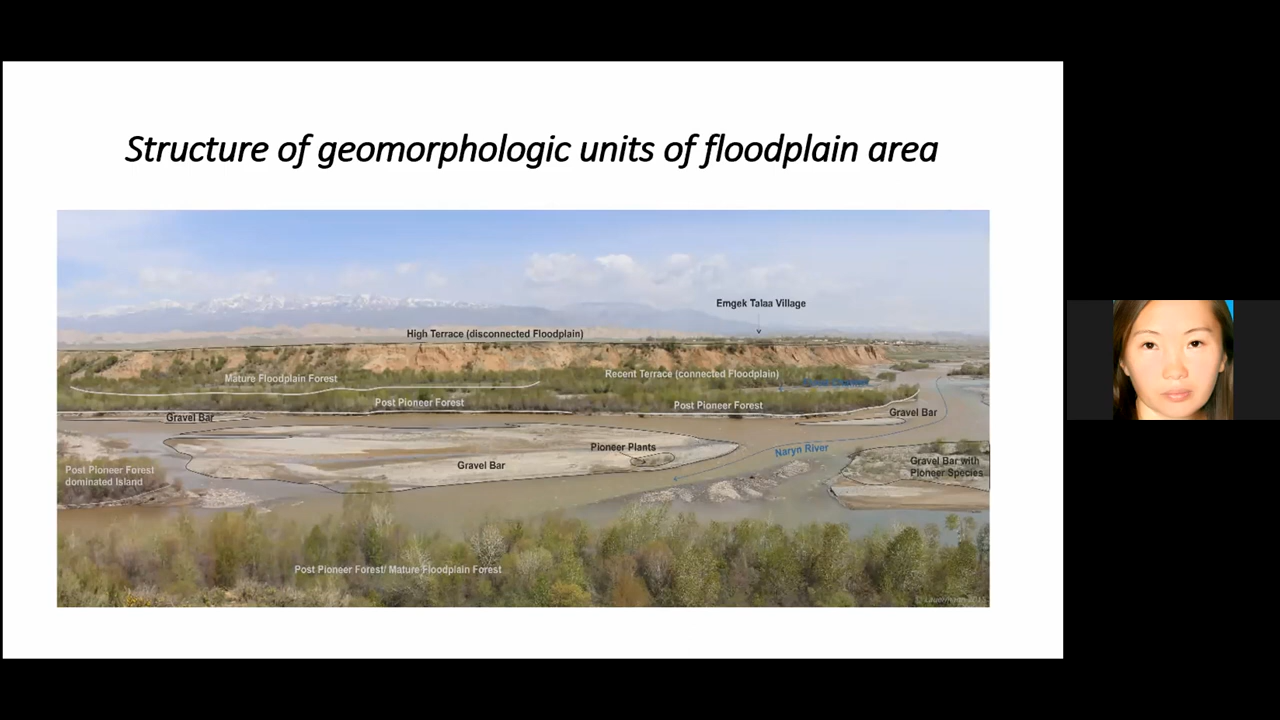 Structure of geomorphologic units of floodplain area
Emgek Talaa Village
High Terrace (disconnected Floodplain)
Mature Floodplain Forest
Recent Terrace (connected Floodplain)
Post Pioneer Forest
Post Pioneer Forest
Gravel Bar
Gravel Bar
Pioneer Plants
Naryn River
Gravel Bar
Gravel Bar with
Pioneer Species
Post Pioneer Forest
dominated Island
Post Pioneer Forest/ Mature Floodplain Forest